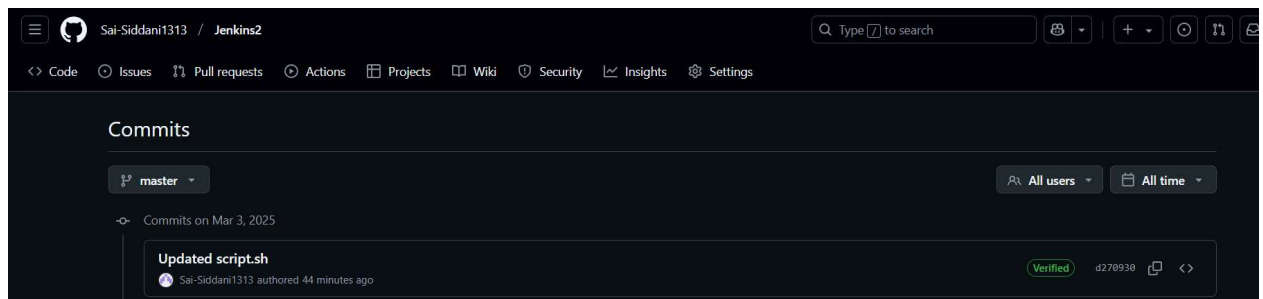 Sai-Siddani1313 / Jenkins2
Type / to search
Code Issues Pull requests Actions Projects Wiki Security Insights Settings
Commits
master
All users All time
Commits on Mar 3, 2025
Updated script.sh
Verified d270930
Sai-Siddani1313 authored 44 minutes ago